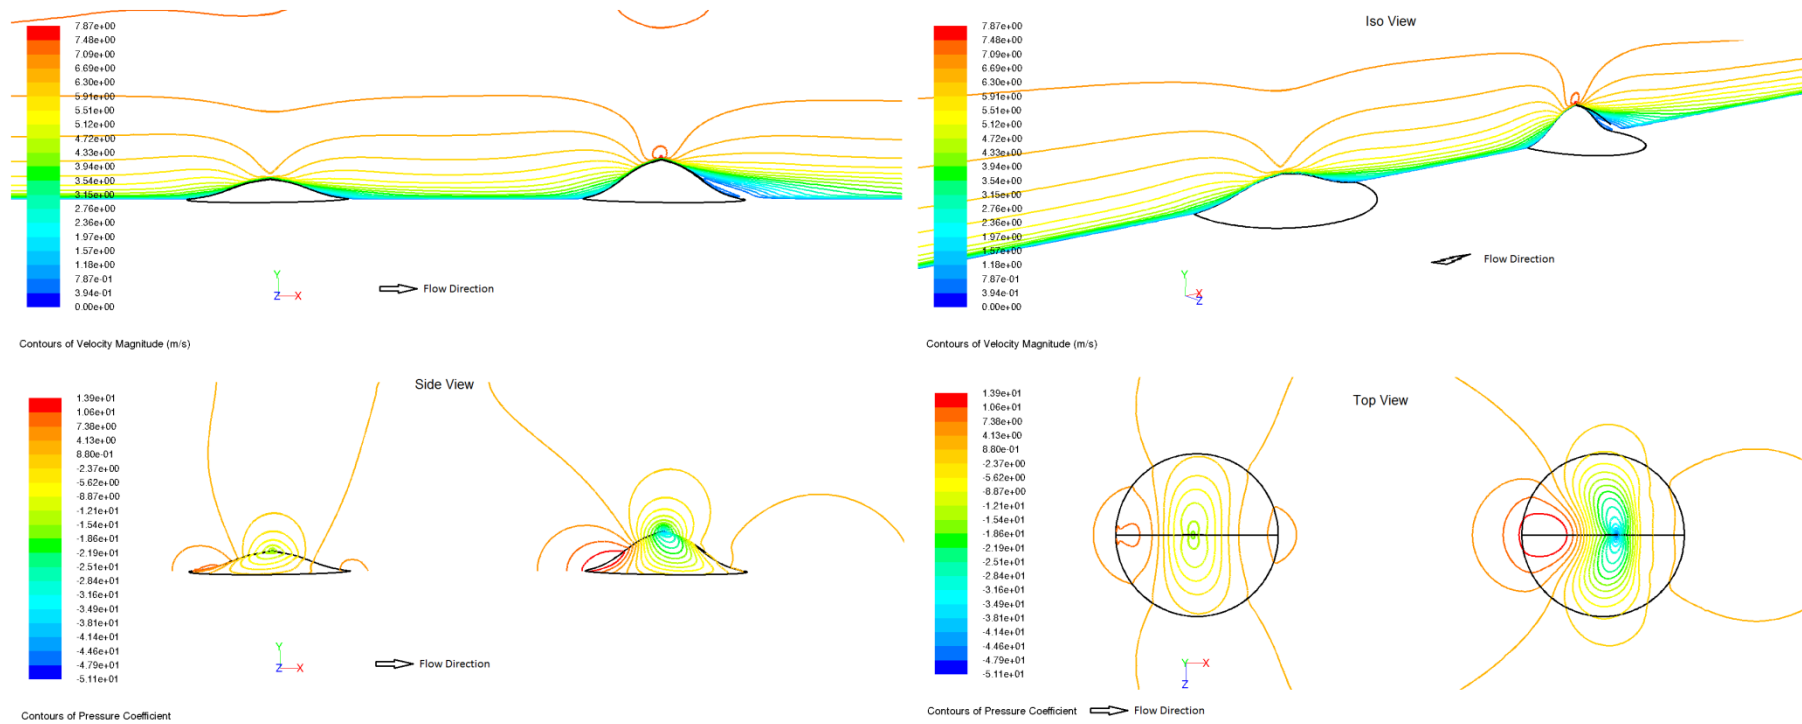 7.87e+00
7.48e+00
7.09e+00
6.69e+00
6.30e+00
5.91e+00
5.51e+00
5.12e+00
4.72e+00
4.33e+00
3.94e+00
3.54e+00
3.15e+00
2.76e+00
2.36e+00
1.97e+00
1.57e+00
1.18e+00
7.87e-01
3.94e-01
0.00e+00
Y
Z X
Flow Direction
Contours of Velocity Magnitude (m/s)
Iso View
7.87e+00
7.48e+00
7.09e+00
6.69e+00
6.30e+00
5.91e+00
5.51e+00
5.12e+00
4.72e+00
4.33e+00
3.94e+00
3.54e+00
3.15e+00
2.76e+00
2.36e+00
1.97e+00
1.57e+00
1.18e+00
7.87e-01
3.94e-01
0.00e+00
Y
X
Z
Flow Direction
Contours of Velocity Magnitude (m/s)
Side View
1.39e+01
1.06e+01
7.38e+00
4.13e+00
8.80e-01
-2.37e+00
-5.62e+00
-8.87e+00
-1.21e+01
-1.54e+01
-1.86e+01
-2.19e+01
-2.51e+01
-2.84e+01
-3.16e+01
-3.49e+01
-3.81e+01
-4.14e+01
-4.46e+01
-4.79e+01
-5.11e+01
Y
Z X
Flow Direction
Contours of Pressure Coefficient
Top View
1.39e+01
1.06e+01
7.38e+00
4.13e+00
8.80e-01
-2.37e+00
-5.62e+00
-8.87e+00
-1.21e+01
-1.54e+01
-1.86e+01
-2.19e+01
-2.51e+01
-2.84e+01
-3.16e+01
-3.49e+01
-3.81e+01
-4.14e+01
-4.46e+01
-4.79e+01
-5.11e+01
Y X
Z
Contours of Pressure Coefficient
Flow Direction